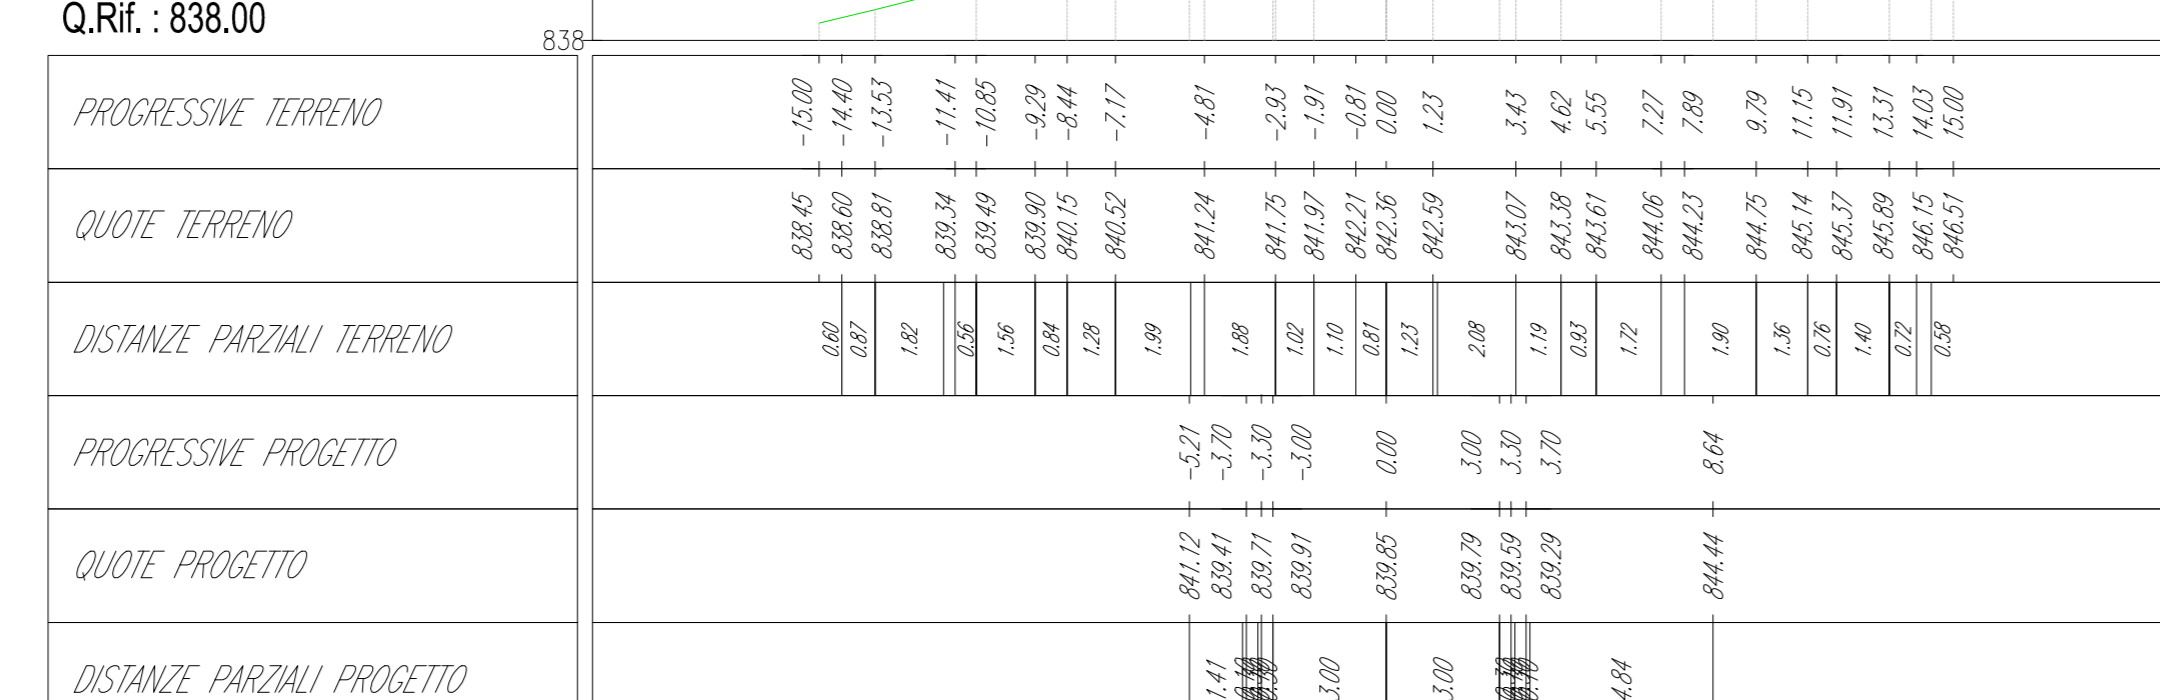 Q.Rif. : 838.00
838
PROGRESSIVE TERRENO -15.00 -14.40 -13.53 -11.41 -10.85 -9.29 -8.44 -7.17 -4.81 -2.93 -1.91 -0.81 0.00 1.23 3.43 4.62 5.55 7.27 7.89 9.79 11.15 11.91 13.31 14.03 15.00
QUOTE TERRENO 838.45 838.60 838.81 839.34 839.49 839.90 840.15 840.52 841.24 841.75 841.97 842.21 842.36 842.59 843.07 843.38 843.61 844.06 844.23 844.75 845.14 845.37 845.89 846.15 846.51
DISTANZE PARZIALI TERRENO 0.60 0.87 1.82 0.56 1.56 0.84 1.28 1.99 1.88 1.02 1.10 0.81 1.23 2.08 1.19 0.93 1.72 1.90 1.36 0.76 1.40 0.72 0.58
PROGRESSIVE PROGETTO -5.21 -3.70 -3.30 -3.00 0.00 3.00 3.30 3.70 8.64
QUOTE PROGETTO 841.12 839.41 839.71 839.91 839.85 839.79 839.59 839.29 844.44
DISTANZE PARZIALI PROGETTO 1.41 3.00 3.00 4.84